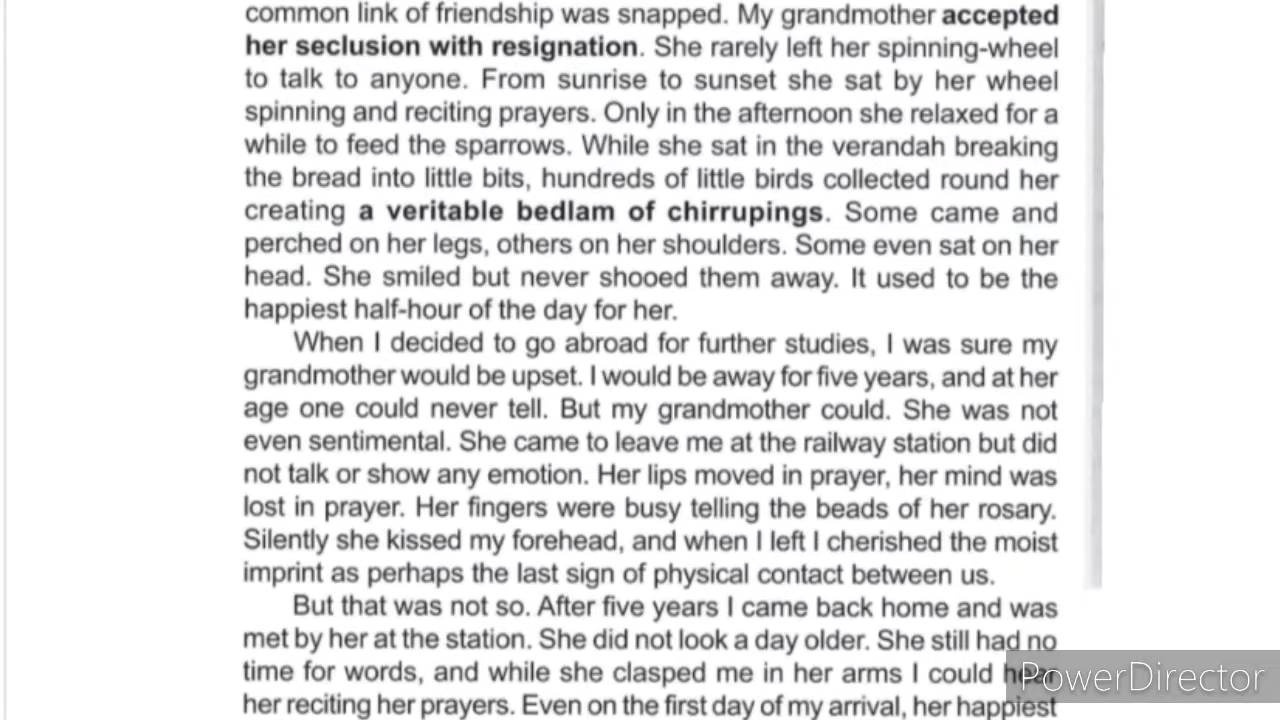 common link of friendship was snapped. My grandmother accepted
her seclusion with resignation. She rarely left her spinning-wheel
to talk to anyone. From sunrise to sunset she sat by her wheel
spinning and reciting prayers. Only in the afternoon she relaxed for a
while to feed the sparrows. While she sat in the verandah breaking
the bread into little bits, hundreds of little birds collected round her
creating a veritable bedlam of chirrupings. Some came and
perched on her legs, others on her shoulders. Some even sat on her
head. She smiled but never shooed them away. It used to be the
happiest half-hour of the day for her.
When I decided to go abroad for further studies, I was sure my
grandmother would be upset. I would be away for five years, and at her
age one could never tell. But my grandmother could. She was not
even sentimental. She came to leave me at the railway station but did
not talk or show any emotion. Her lips moved in prayer, her mind was
lost in prayer. Her fingers were busy telling the beads of her rosary.
Silently she kissed my forehead, and when I left I cherished the moist
imprint as perhaps the last sign of physical contact between us.
But that was not so. After five years I came back home and was
met by her at the station. She did not look a day older. She still had no
time for words, and while she clasped me in her arms I could hear
her reciting her prayers. Even on the first day of my arrival, her happiest
PowerDirector